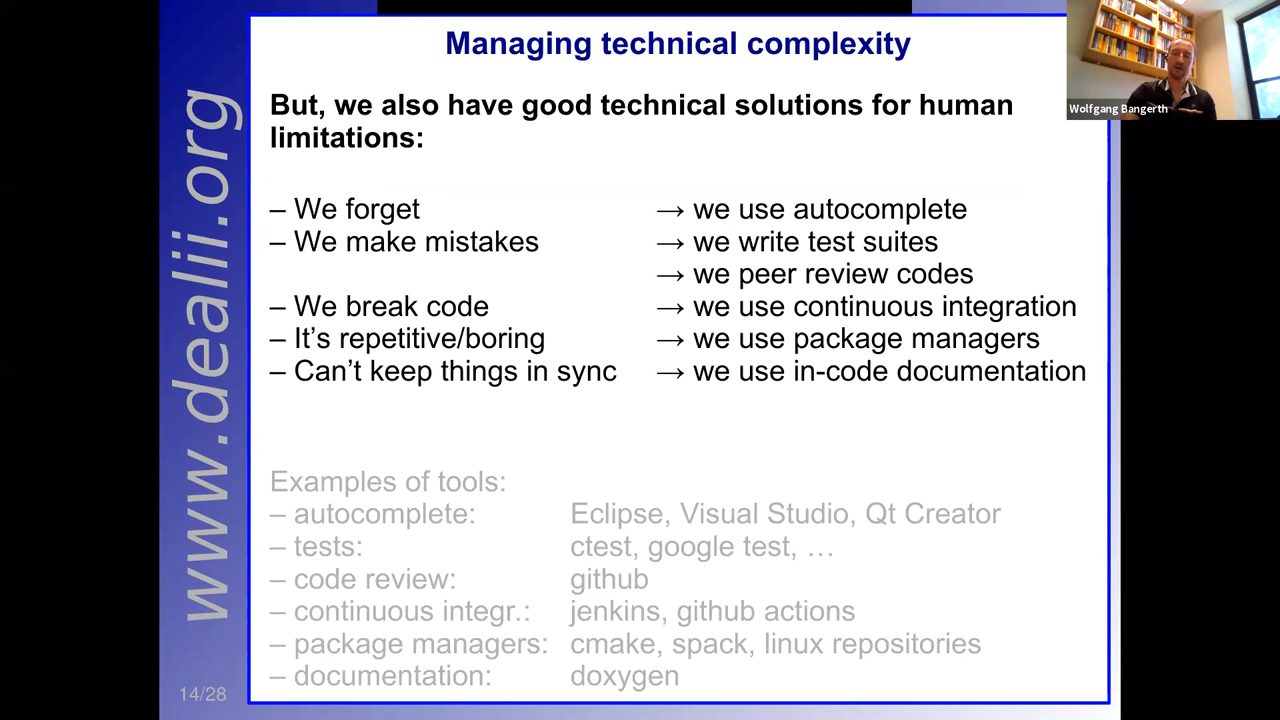 Managing technical complexity
Wolfgang Bangerth
But, we also have good technical solutions for human
limitations:
– We forget → we use autocomplete
– We make mistakes → we write test suites
→ we peer review codes
– We break code → we use continuous integration
– It’s repetitive/boring → we use package managers
– Can’t keep things in sync → we use in-code documentation
Examples of tools:
– autocomplete: Eclipse, Visual Studio, Qt Creator
– tests: ctest, google test, …
– code review: github
– continuous integr.: jenkins, github actions
– package managers: cmake, spack, linux repositories
– documentation: doxygen
www.dealii.org
14/28